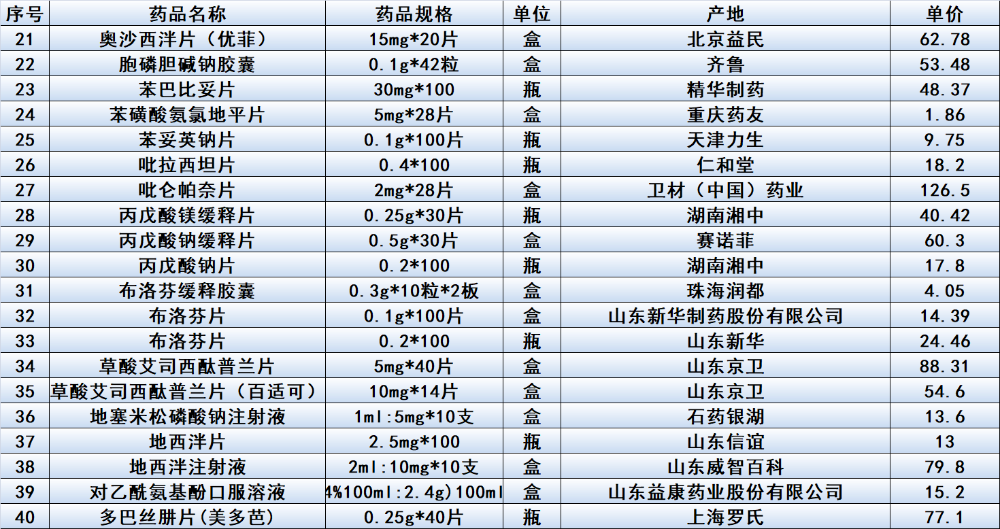 序号 药品名称 药品规格 单位 产地 单价
21 奥沙西泮片（优菲） 15mg*20片 盒 北京益民 62.78
22 胞磷胆碱钠胶囊 0.1g*42粒 盒 齐鲁 53.48
23 苯巴比妥片 30mg*100 瓶 精华制药 48.37
24 苯磺酸氨氯地平片 5mg*28片 盒 重庆药友 1.86
25 苯妥英钠片 0.1g*100片 瓶 天津力生 9.75
26 吡拉西坦片 0.4*100 瓶 仁和堂 18.2
27 吡仑帕奈片 2mg*28片 盒 卫材（中国）药业 126.5
28 丙戊酸镁缓释片 0.25g*30片 瓶 湖南湘中 40.42
29 丙戊酸钠缓释片 0.5g*30片 盒 赛诺菲 60.3
30 丙戊酸钠片 0.2*100 瓶 湖南湘中 17.8
31 布洛芬缓释胶囊 0.3g*10粒*2板 盒 珠海润都 4.05
32 布洛芬片 0.1g*100片 盒 山东新华制药股份有限公司 14.39
33 布洛芬片 0.2*100 瓶 山东新华 24.46
34 草酸艾司西酞普兰片 5mg*40片 盒 山东京卫 88.31
35 草酸艾司西酞普兰片（百适可） 10mg*14片 盒 山东京卫 54.6
36 地塞米松磷酸钠注射液 1ml:5mg*10支 盒 石药银湖 13.6
37 地西泮片 2.5mg*100 瓶 山东信谊 13
38 地西泮注射液 2ml:10mg*10支 盒 山东威智百科 79.8
39 对乙酰氨基酚口服溶液 4%100ml:2.4g)100ml 盒 山东益康药业股份有限公司 15.2
40 多巴丝肼片(美多芭) 0.25g*40片 瓶 上海罗氏 77.1